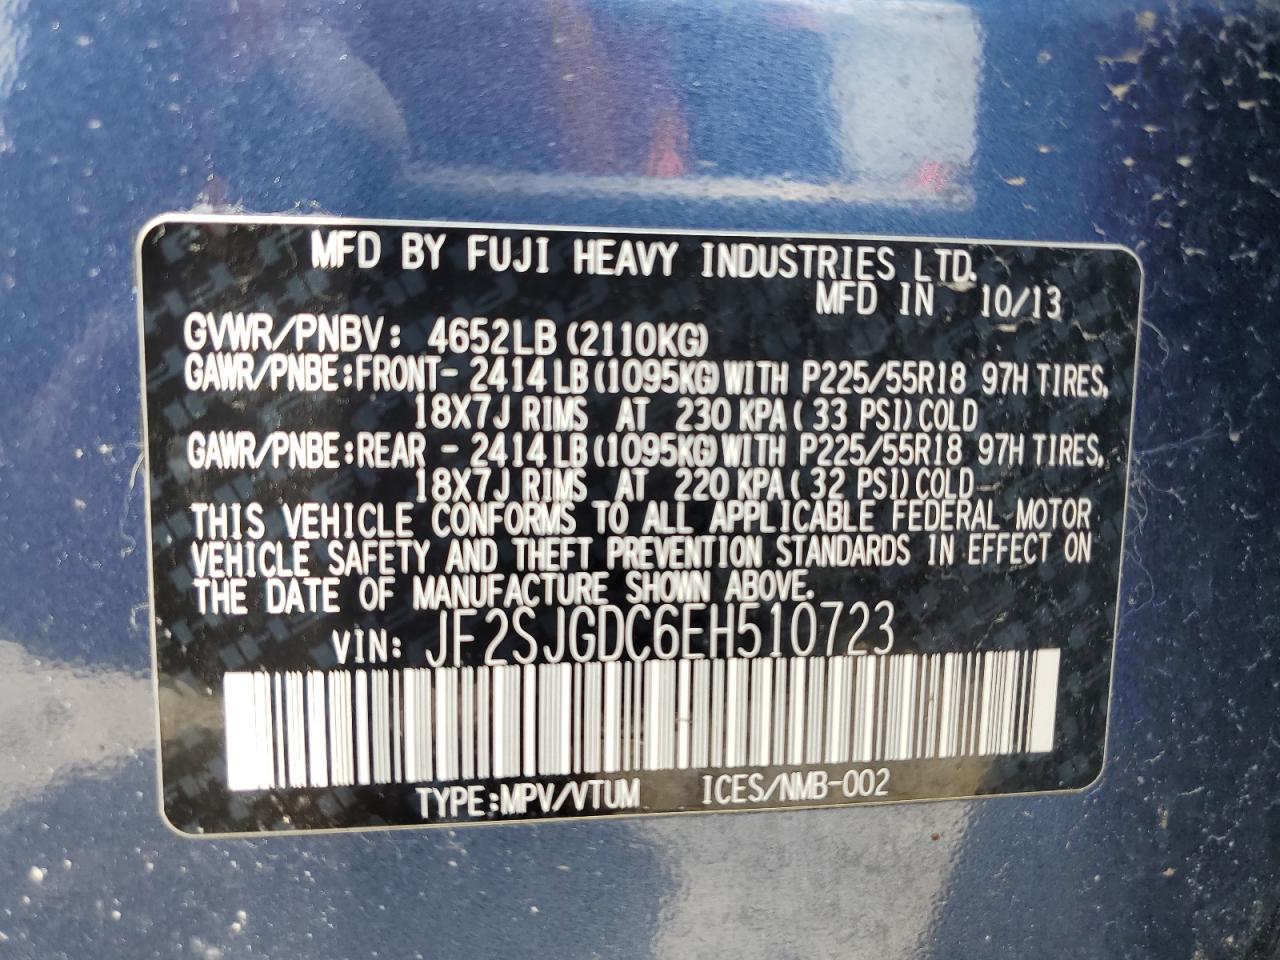 MFD BY FUJI HEAVY INDUSTRIES LTD.
MFD IN 10/13
GVWR/PNBV: 4652LB (2110KG)
GAWR/PNBE:FRONT- 2414 LB(1095KG)WITH P225/55R18 97H TIRES,
18X7J RIMS AT 230 KPA( 33 PSI)COLD
GAWR/PNBE:REAR - 2414 LB(1095KG)WITH P225/55R18 97H TIRES,
18X7J RIMS AT 220 KPA( 32 PSI)COLD
THIS VEHICLE CONFORMS TO ALL APPLICABLE FEDERAL MOTOR
VEHICLE SAFETY AND THEFT PREVENTION STANDARDS IN EFFECT ON
THE DATE OF MANUFACTURE SHOWN ABOVE.
VIN: JF2SJGDC6EH510723
TYPE:MPV/VTUM ICES/NMB-002